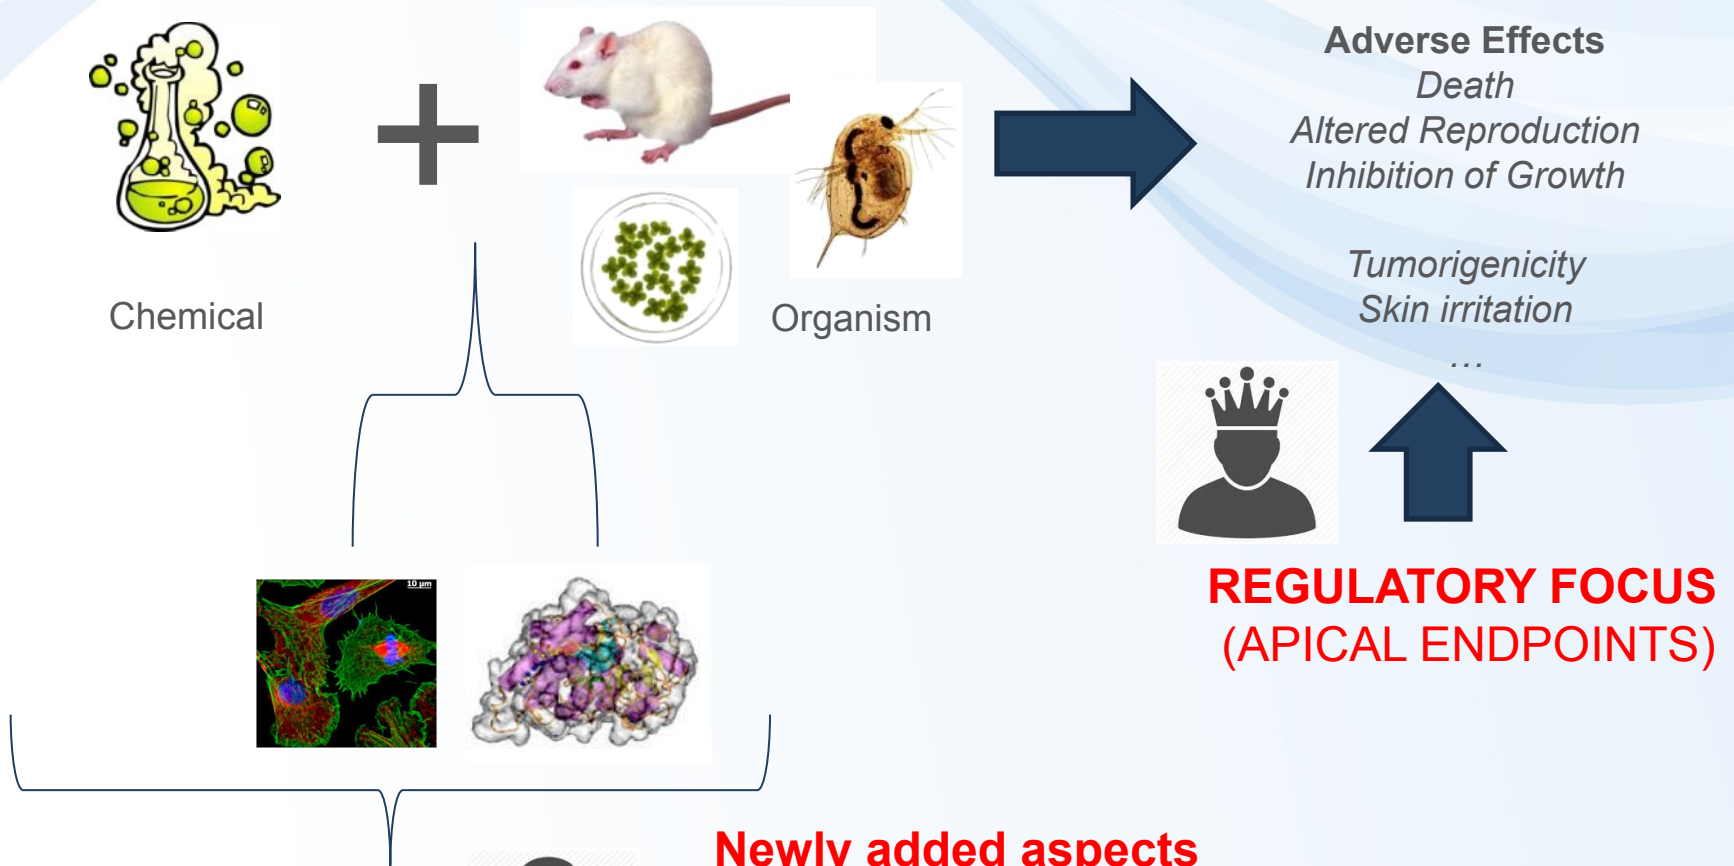 Adverse Effects
Death
Altered Reproduction
Inhibition of Growth
Tumorigenicity
Skin irritation
...
Chemical
Organism
10 µm
REGULATORY FOCUS
(APICAL ENDPOINTS)
Newly added aspects